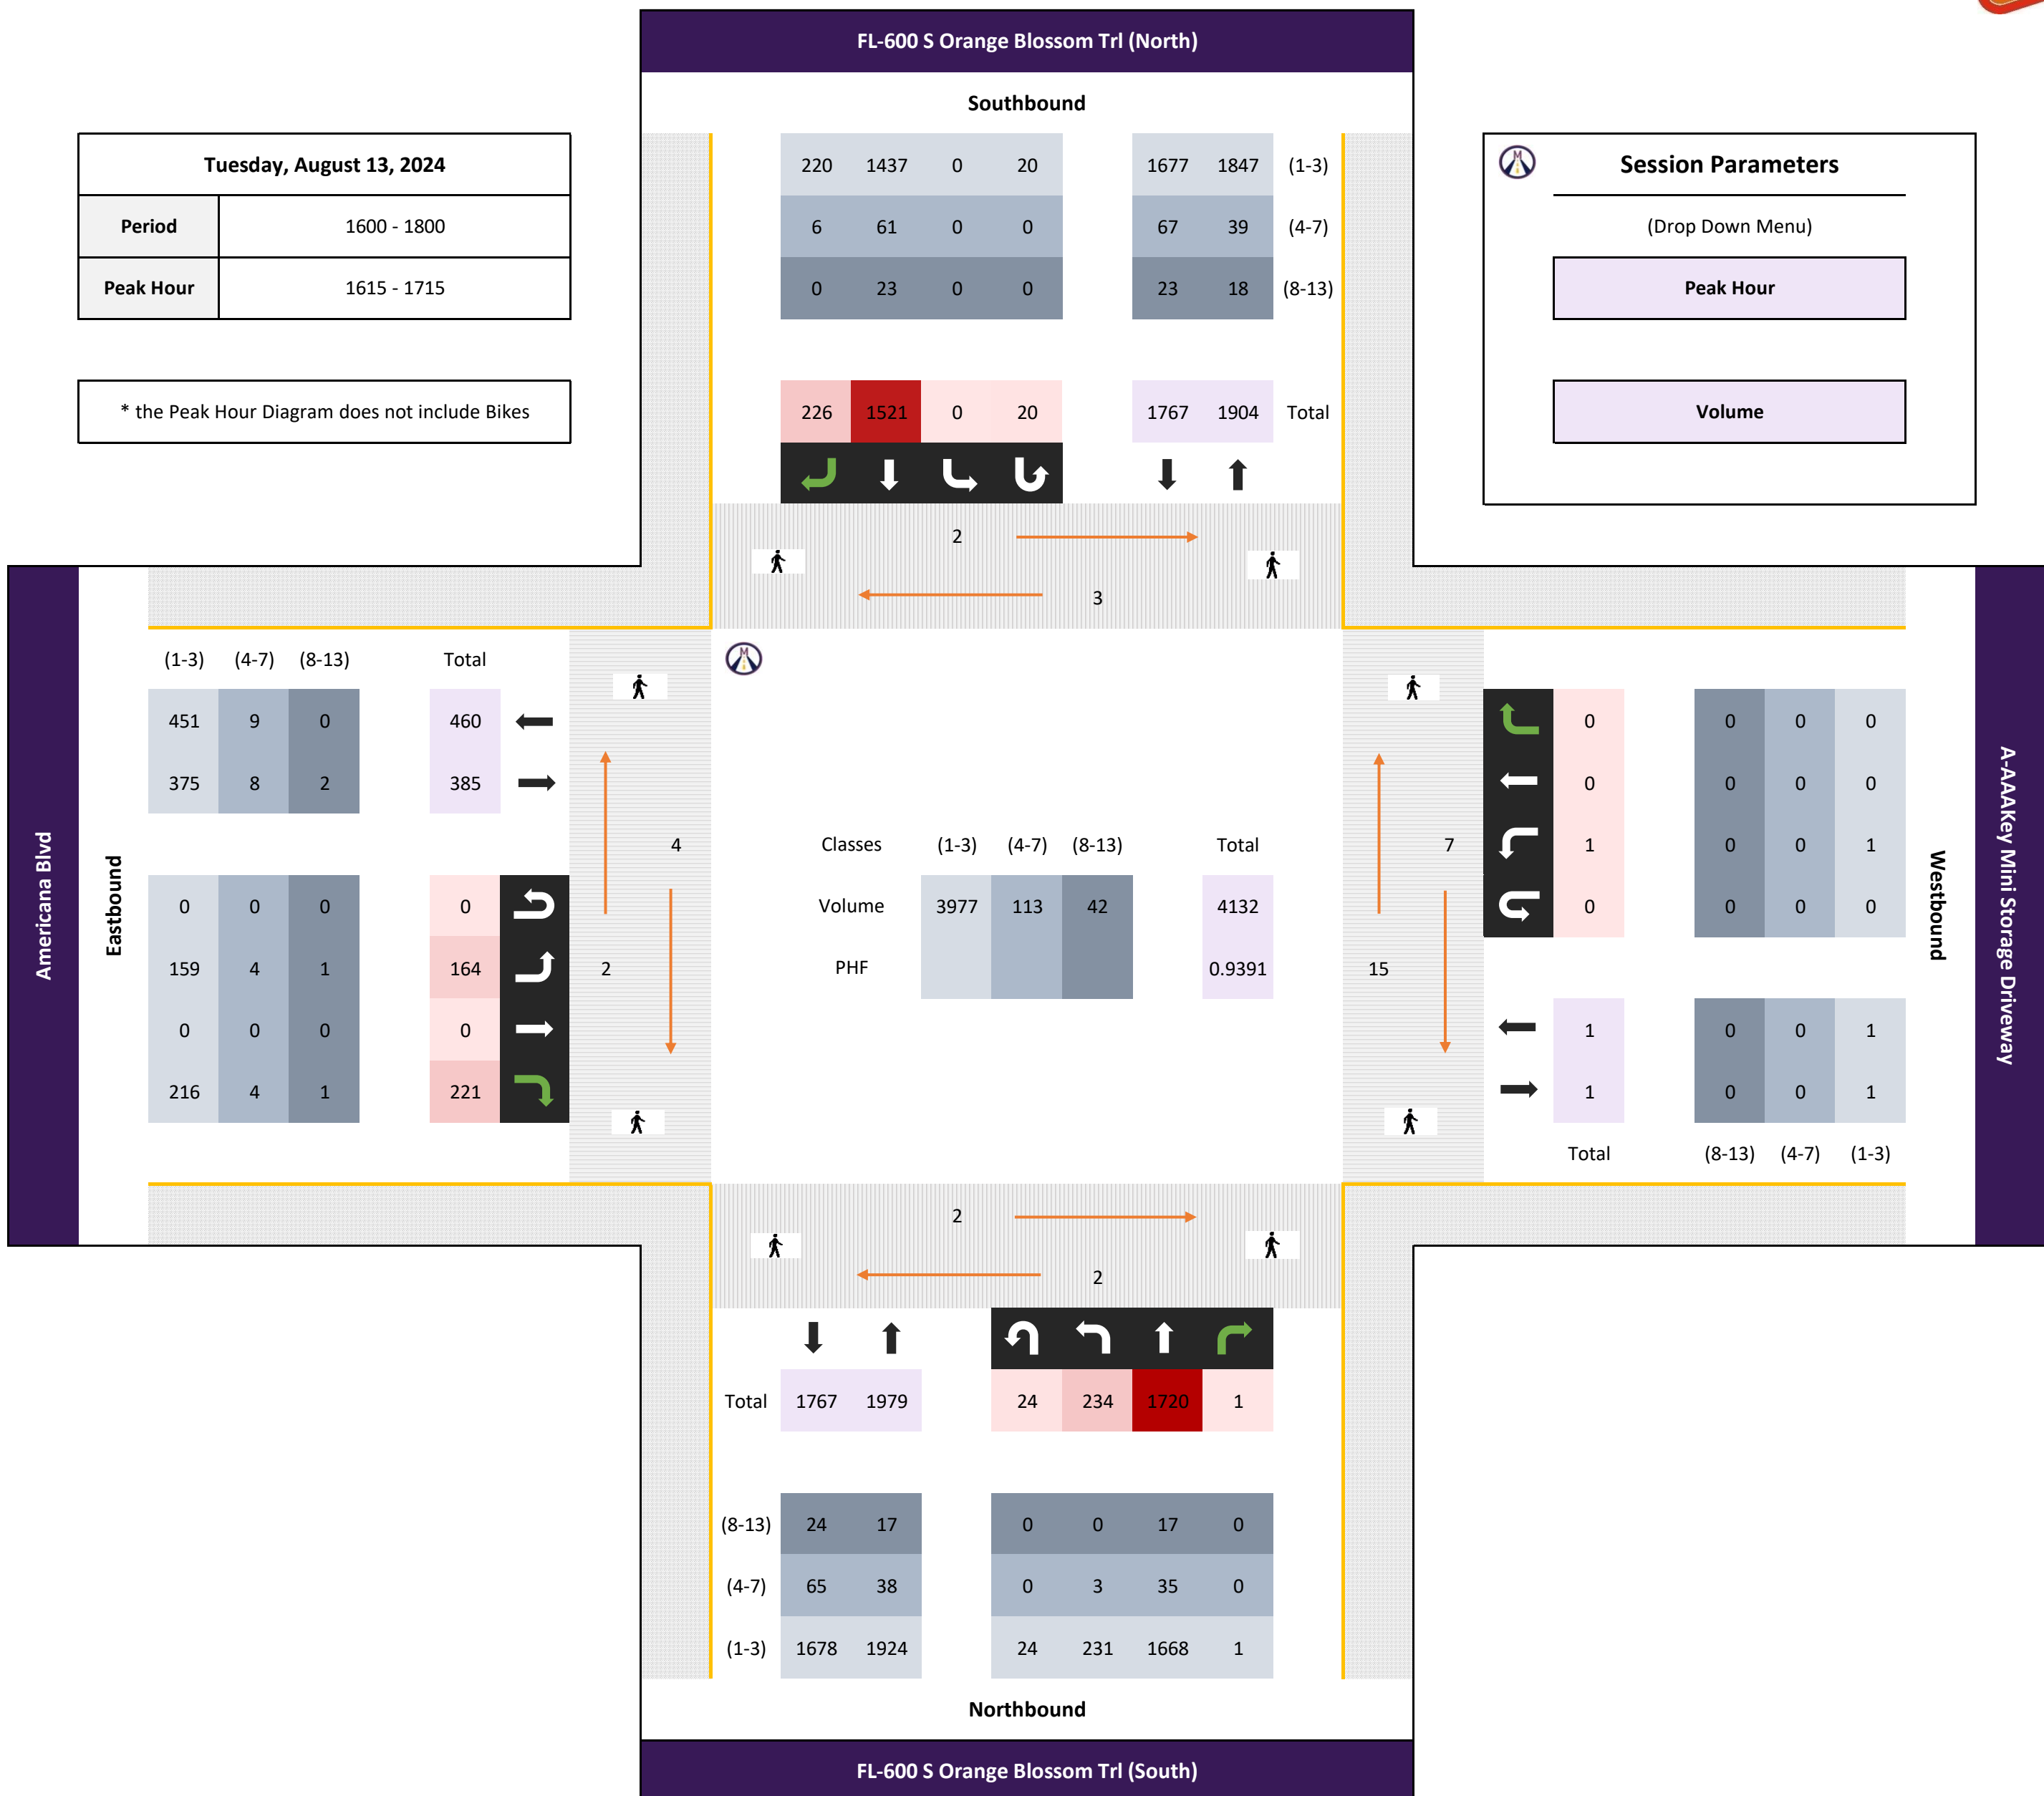 FL-600 S Orange Blossom Trl (North)
Southbound
Tuesday, August 13, 2024
Period 1600 - 1800
Peak Hour 1615 - 1715
* the Peak Hour Diagram does not include Bikes
220 1437 0 20 1677 1847 (1-3)
6 61 0 0 67 39 (4-7)
0 23 0 0 23 18 (8-13)
226 1521 0 20 1767 1904 Total
M Session Parameters
(Drop Down Menu)
Peak Hour
Volume
2
3
Americana Blvd
Eastbound
(1-3) (4-7) (8-13) Total
451 9 0 460
375 8 2 385
0 0 0 0
159 4 1 164
0 0 0 0
216 4 1 221
4
2
M
Classes (1-3) (4-7) (8-13) Total
Volume 3977 113 42 4132
PHF 0.9391
7
15
0 0 0 0
0 0 0 0
1 0 0 1
0 0 0 0
1 0 0 1
1 0 0 1
Total (8-13) (4-7) (1-3)
Westbound
A-AAAKey Mini Storage Driveway
2
2
Total 1767 1979 24 234 1720 1
(8-13) 24 17 0 0 17 0
(4-7) 65 38 0 3 35 0
(1-3) 1678 1924 24 231 1668 1
Northbound
FL-600 S Orange Blossom Trl (South)